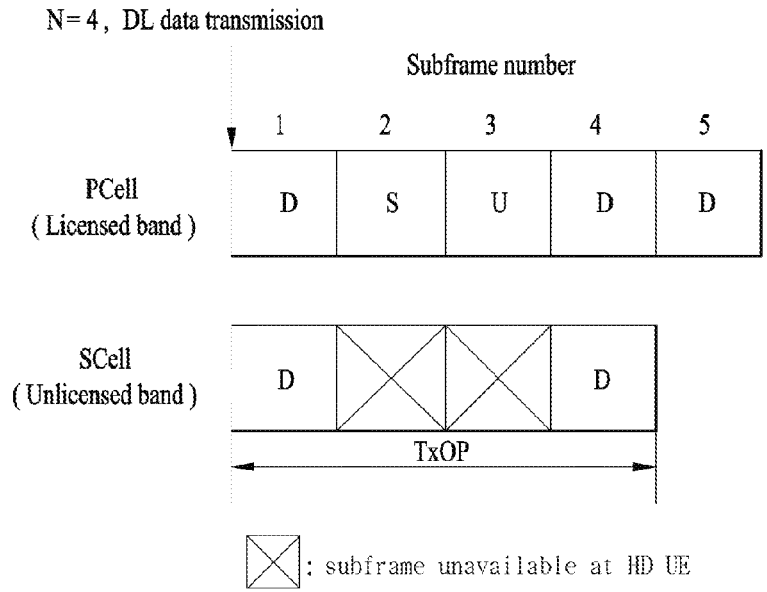 N=4, DL data transmission
Subframe number
1 2 3 4 5
PCell
(Licensed band)
D S U D D
SCell
(Unlicensed band)
D D
TxOP
: subframe unavailable at HD UE